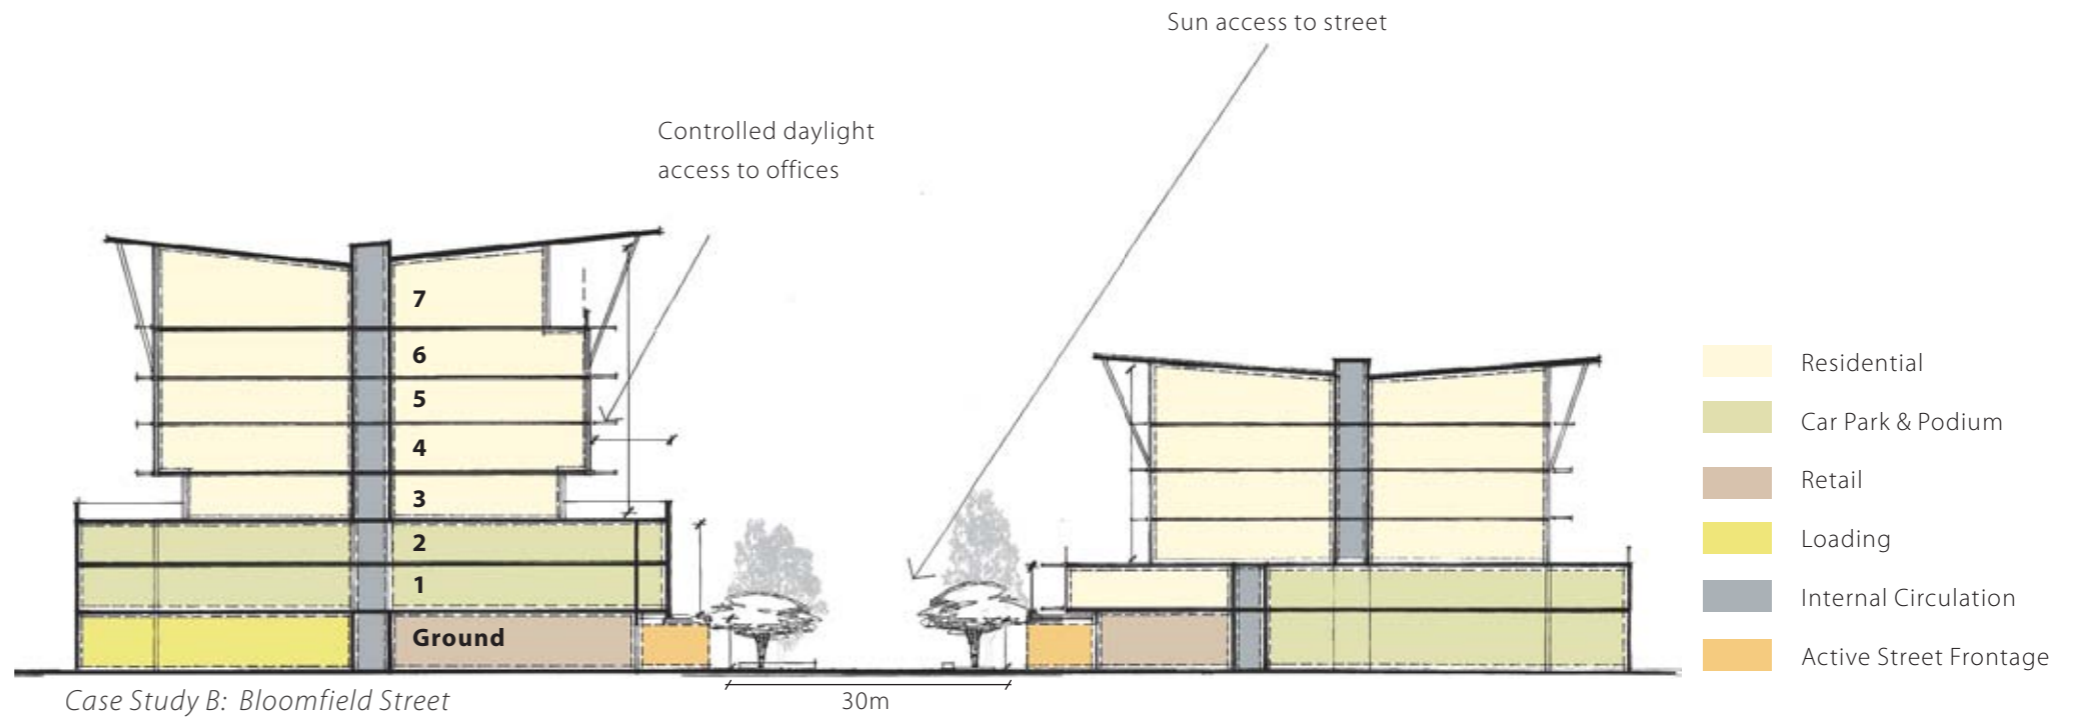 Sun access to street
Controlled daylight
access to offices
7
6
5
4
3
2
1
Ground
Residential
Car Park & Podium
Retail
Loading
Internal Circulation
Active Street Frontage
30m
Case Study B: Bloomfield Street